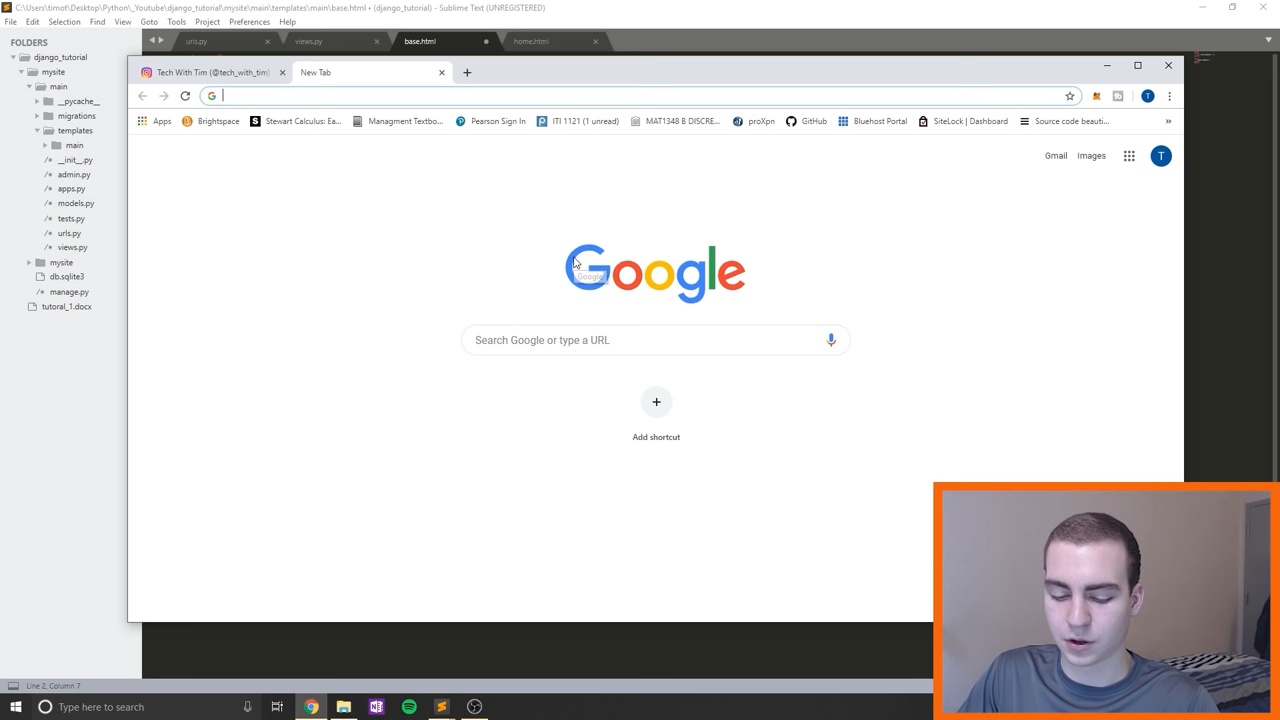 C:\Users\timot\Desktop\Python\_Youtube\django_tutorial\mysite\main\templates\main\base.html • (django_tutorial) - Sublime Text (UNREGISTERED)
File Edit Selection Find View Goto Tools Project Preferences Help
FOLDERS
django_tutorial
mysite
main
__pycache__
migrations
templates
main
__init__.py
admin.py
apps.py
models.py
tests.py
urls.py
views.py
mysite
db.sqlite3
manage.py
tutoral_1.docx
urls.py views.py base.html home.html
Tech With Tim (@tech_with_tim) New Tab
Apps Brightspace Stewart Calculus: Ea... Managment Textbo... Pearson Sign In ITI 1121 (1 unread) MAT1348 B DISCRE... proXpn GitHub Bluehost Portal SiteLock | Dashboard Source code beauti... »
Gmail Images T
Google
Google
Search Google or type a URL
Add shortcut
Line 2, Column 7
Type here to search